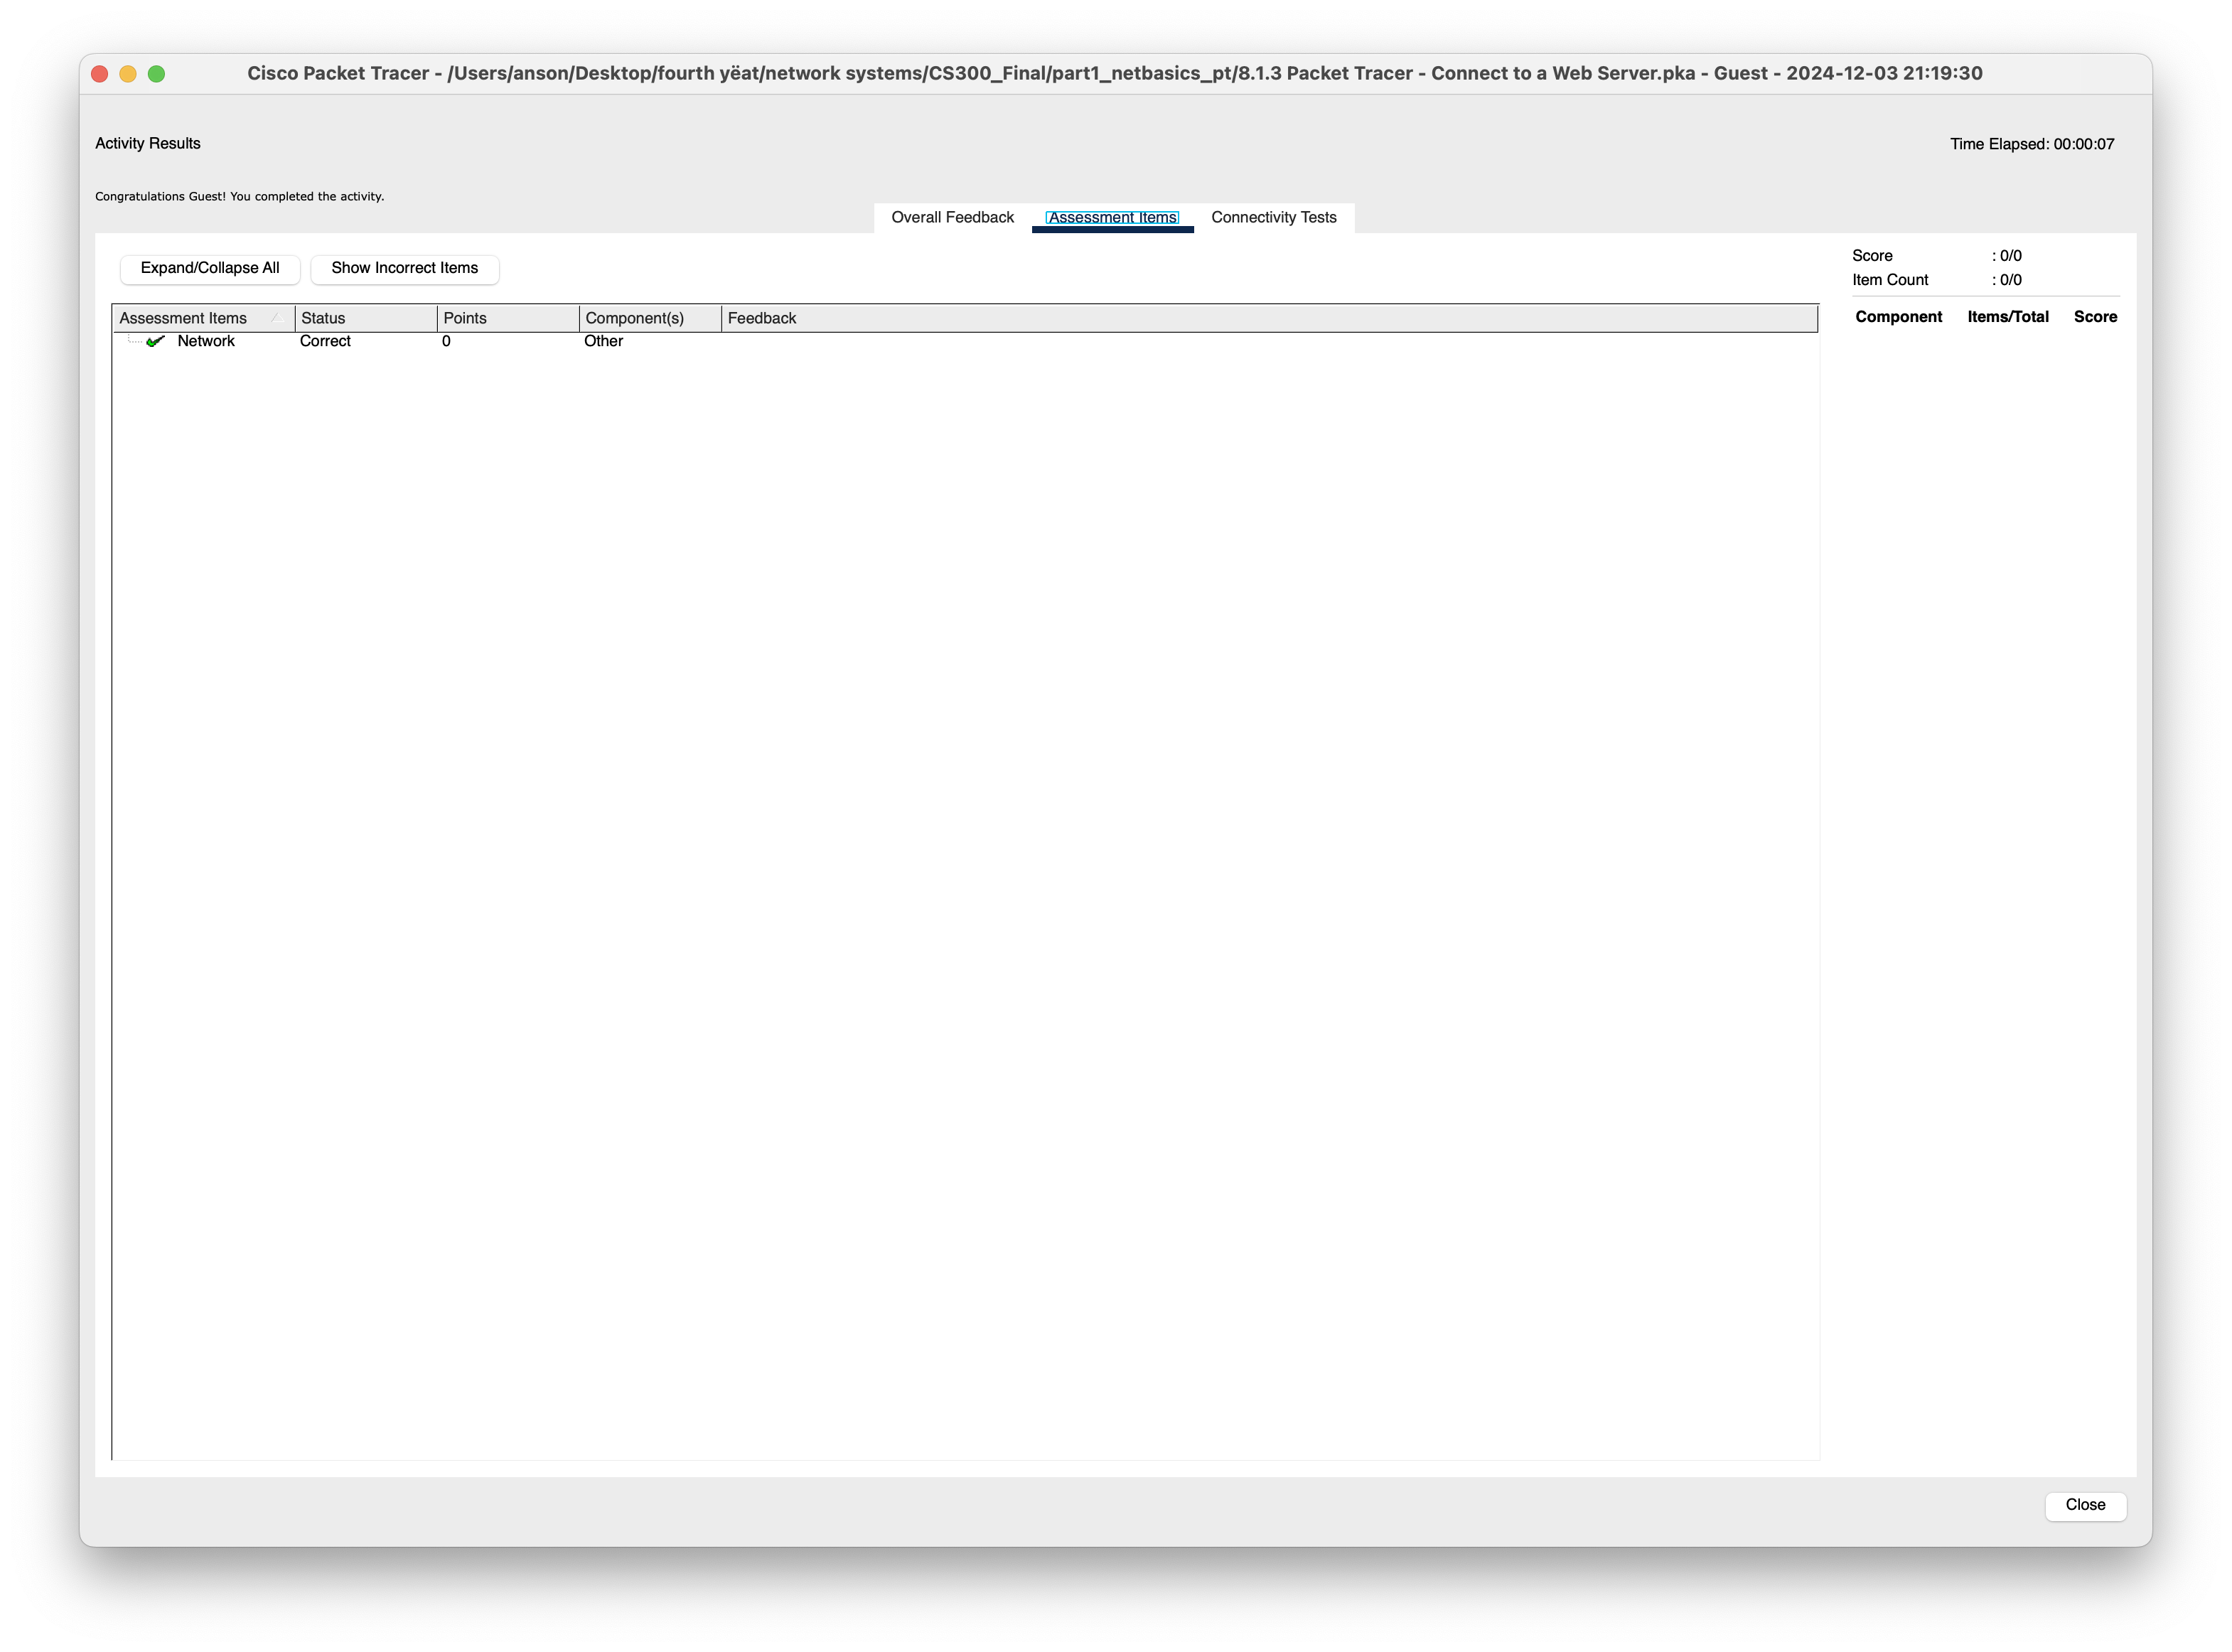 Cisco Packet Tracer - /Users/anson/Desktop/fourth yëat/network systems/CS300_Final/part1_netbasics_pt/8.1.3 Packet Tracer - Connect to a Web Server.pka - Guest - 2024-12-03 21:19:30
Activity Results
Time Elapsed: 00:00:07
Congratulations Guest! You completed the activity.
Overall Feedback Assessment Items Connectivity Tests
Expand/Collapse All Show Incorrect Items
Score : 0/0
Item Count : 0/0
Component Items/Total Score
Assessment Items Status Points Component(s) Feedback
Network Correct 0 Other
Close